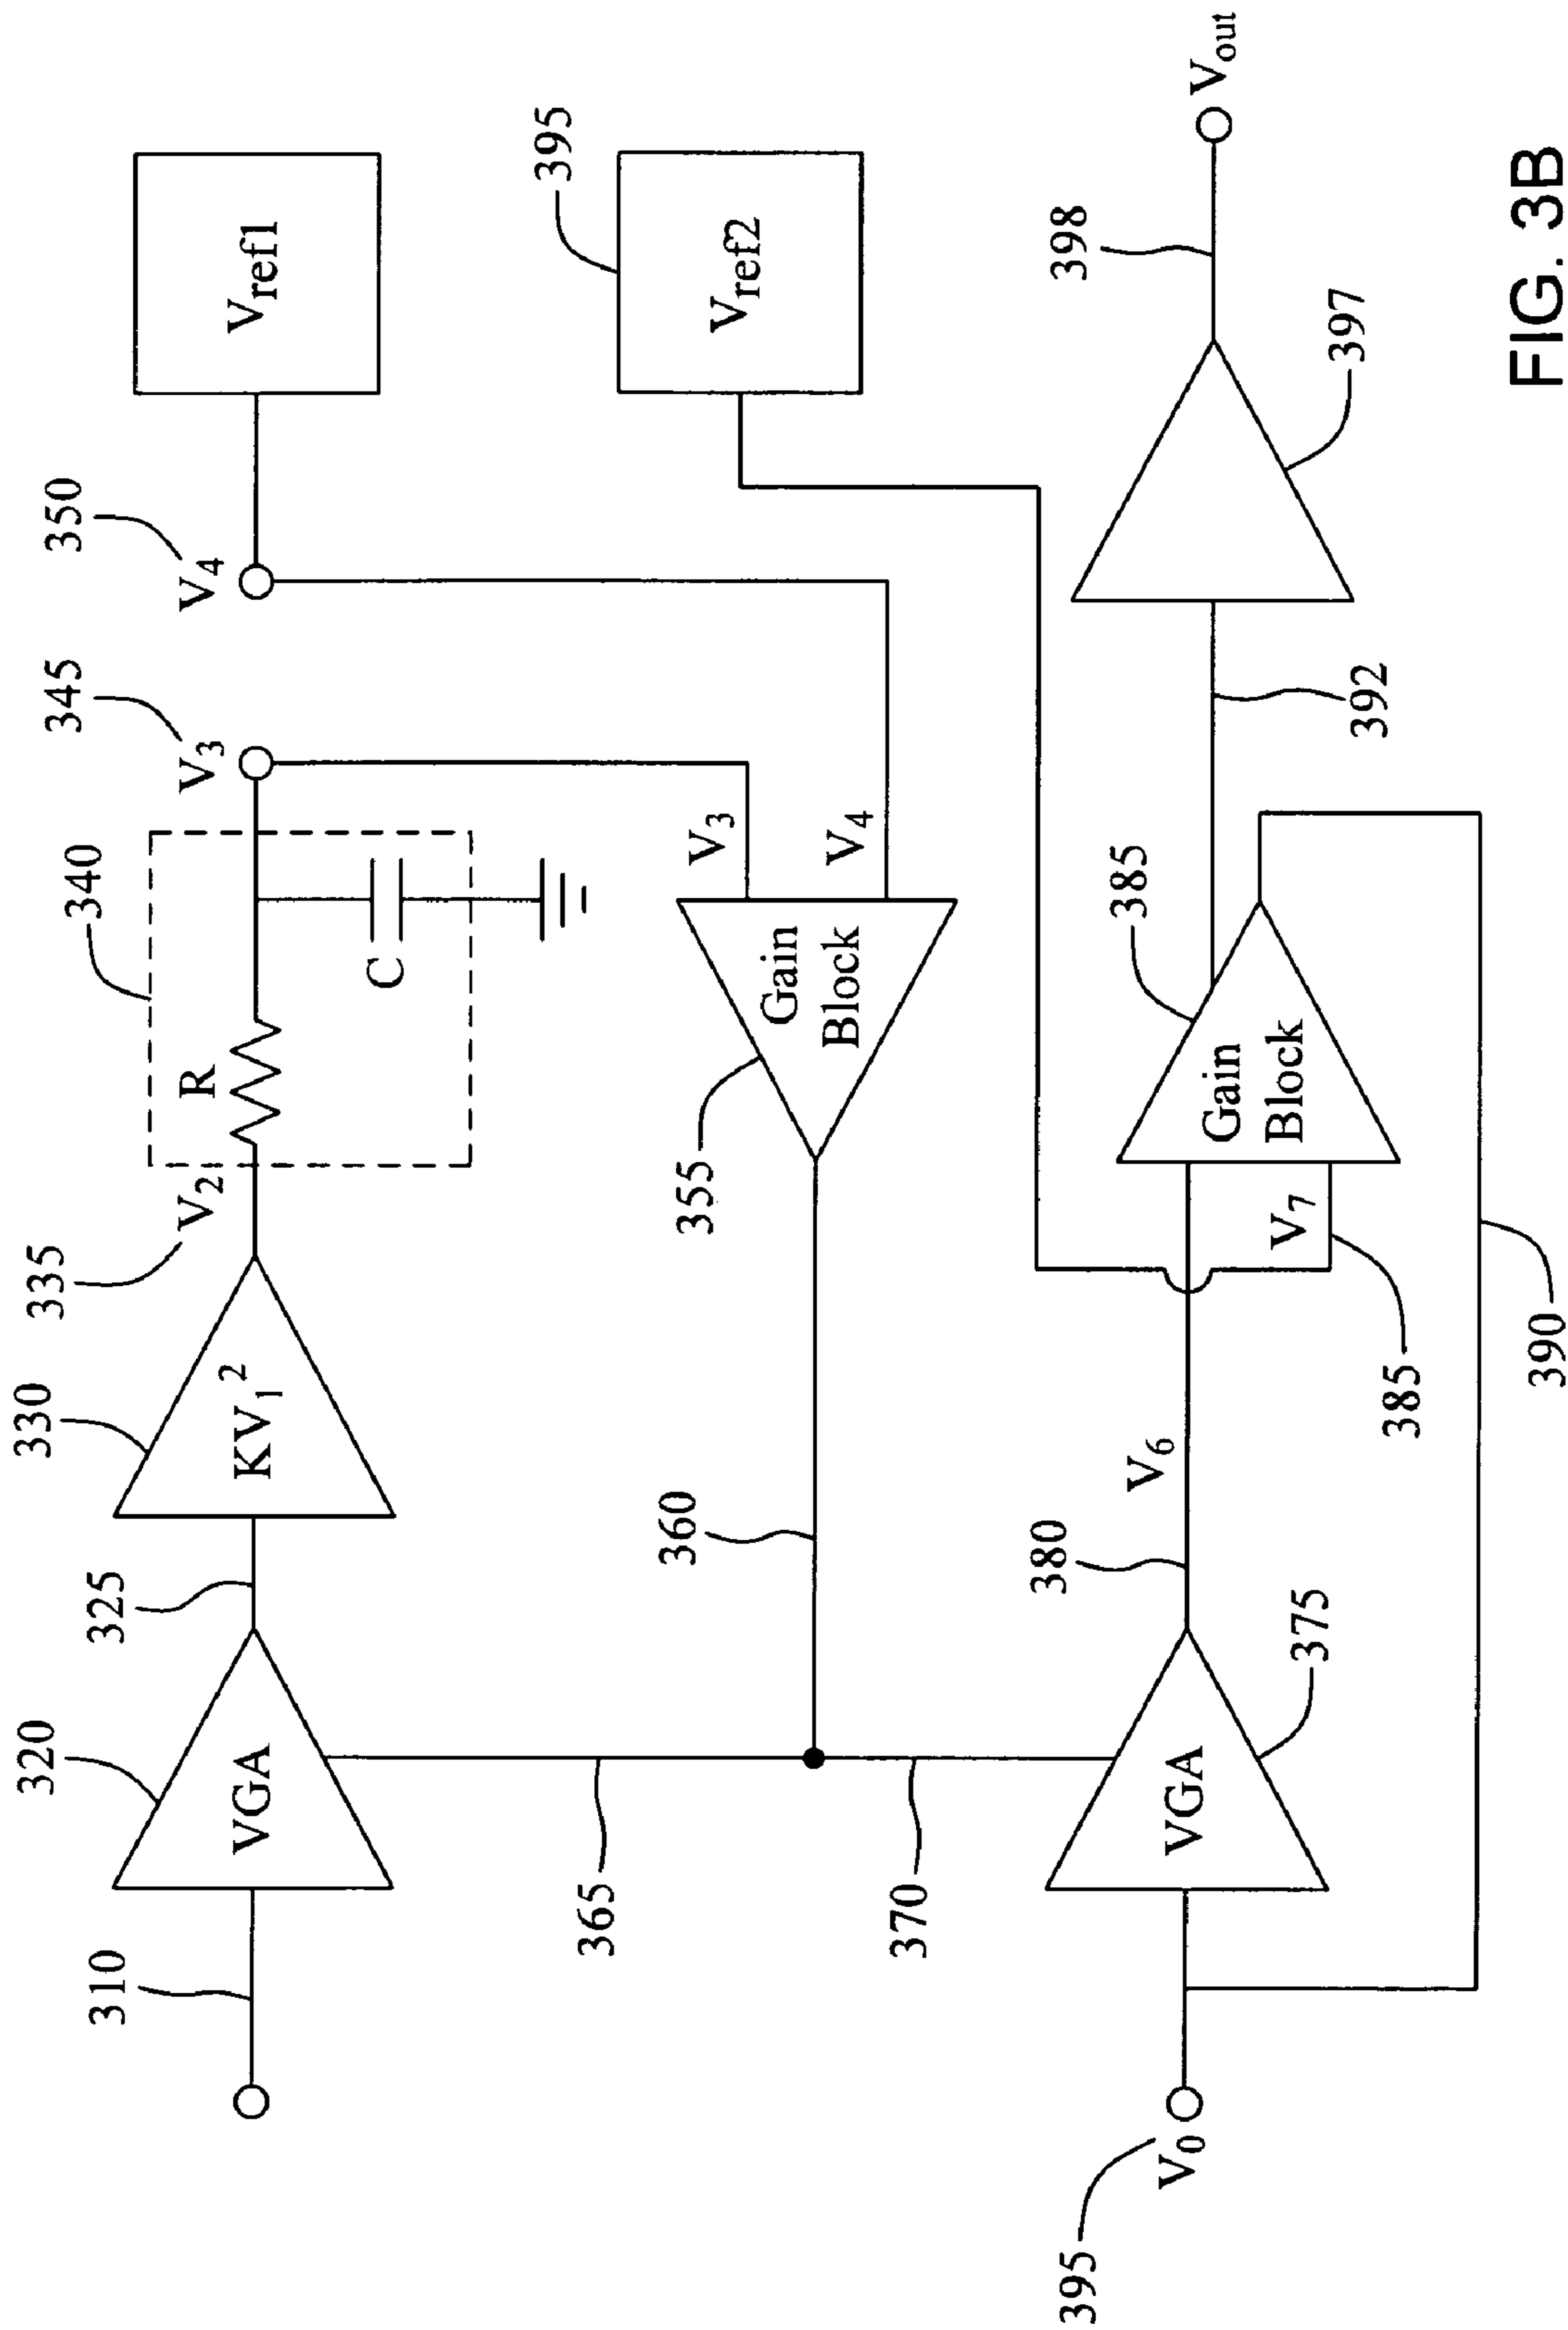 310
320
VGA
325
330
KV₁²
335
V₂
340
R
C
345
V₃
350
V₄
Vref1
365
360
355
Gain
Block
V₃
V₄
395
Vref2
395
V₀
370
VGA
375
380
V₆
385
V₇
385
Gain
Block
390
392
397
398
Vout
FIG. 3B